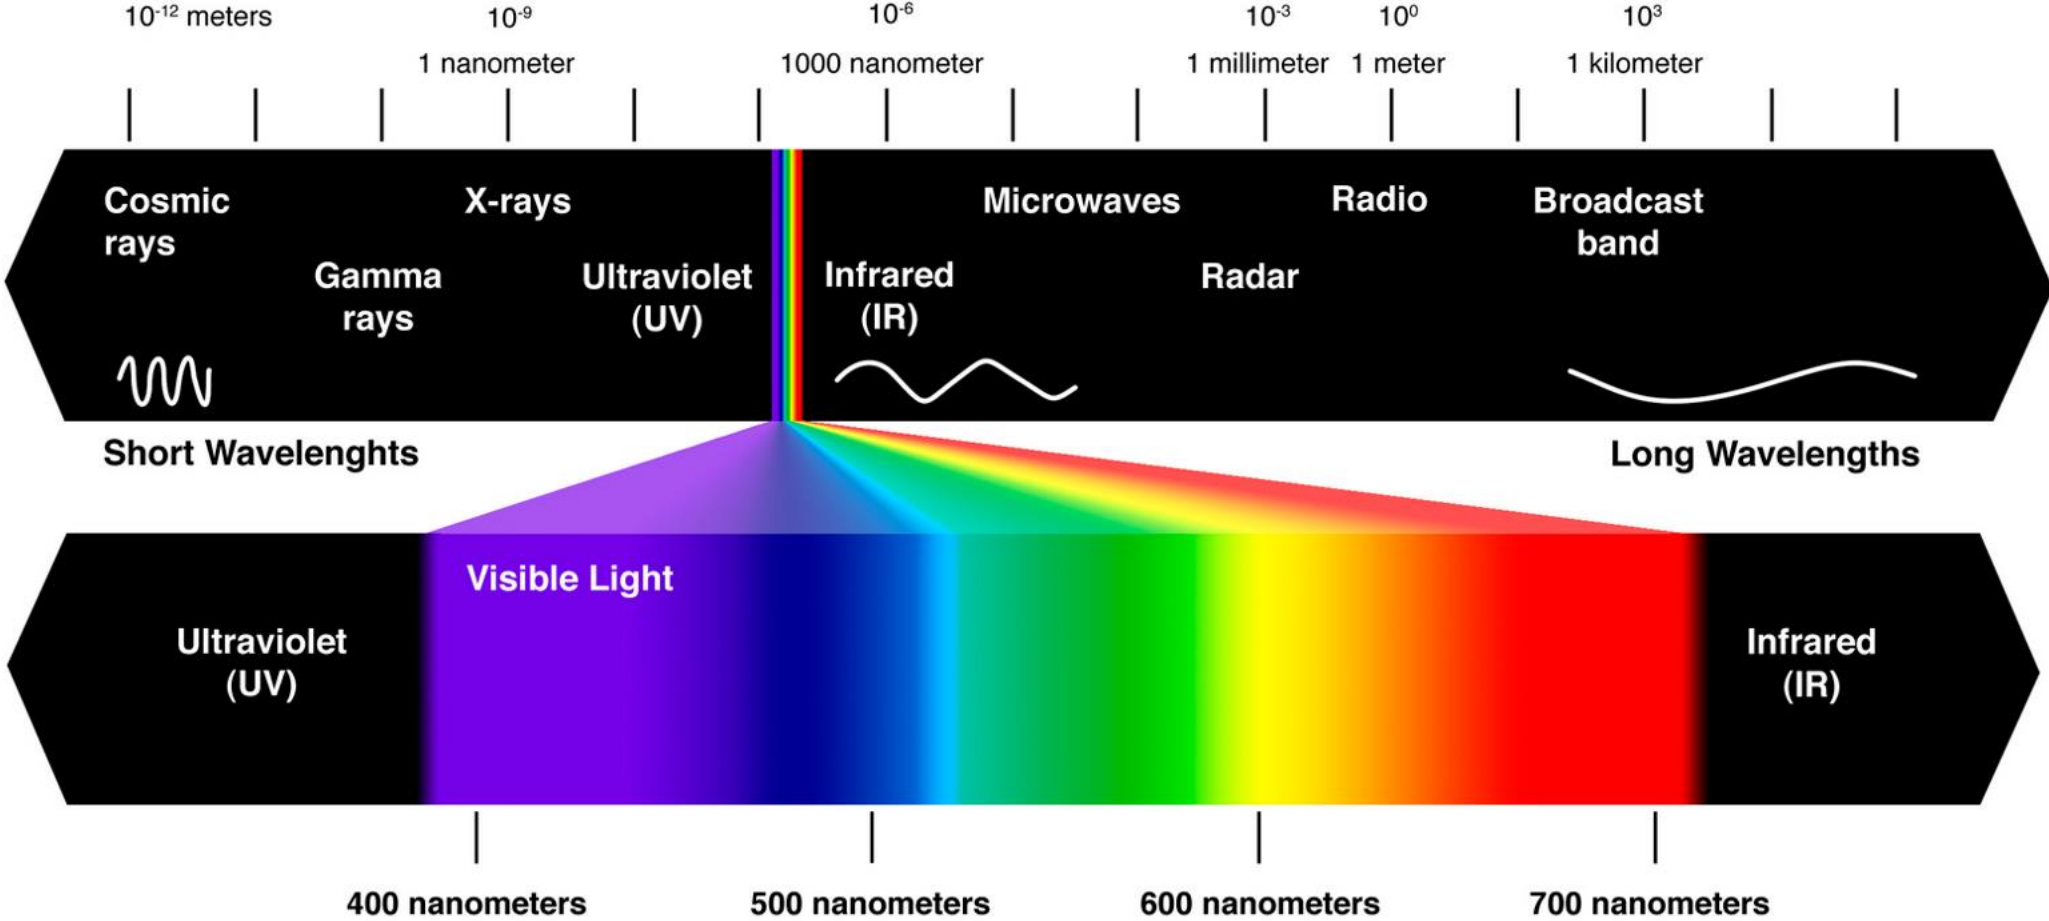 10⁻¹² meters 10⁻⁹ 10⁻⁶ 10⁻³ 10⁰ 10³
1 nanometer 1000 nanometer 1 millimeter 1 meter 1 kilometer
Cosmic
rays
Gamma
rays
X-rays
Ultraviolet
(UV)
Infrared
(IR)
Microwaves
Radar
Radio
Broadcast
band
Short Wavelenghts
Long Wavelengths
Visible Light
Ultraviolet
(UV)
Infrared
(IR)
400 nanometers 500 nanometers 600 nanometers 700 nanometers